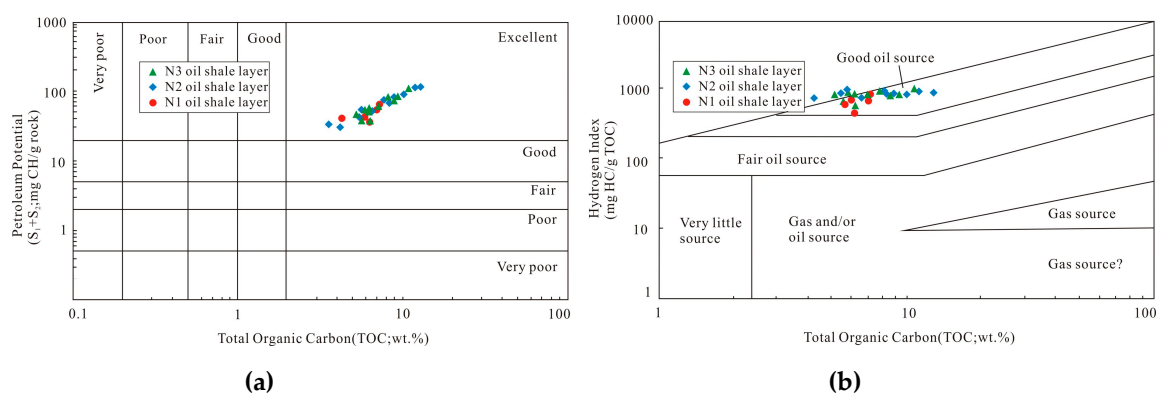 1000
100
10
1
Petroleum Potential
(S₁+S₂;mg CH/g rock)
Very poor
Poor
Fair
Good
Excellent
N3 oil shale layer
N2 oil shale layer
N1 oil shale layer
Good
Fair
Poor
Very poor
0.1
1
10
100
Total Organic Carbon(TOC;wt.%)
(a)
10000
1000
100
10
1
Hydrogen Index
(mg HC/g TOC)
Good oil source
N3 oil shale layer
N2 oil shale layer
N1 oil shale layer
Fair oil source
Very little
source
Gas and/or
oil source
Gas source
Gas source?
1
10
100
Total Organic Carbon(TOC;wt.%)
(b)